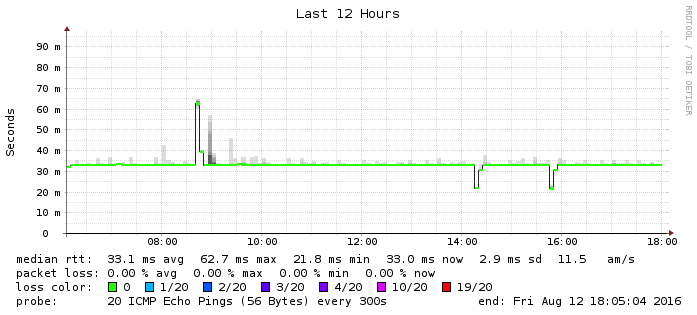 Last 12 Hours
RRDTOOL / TOBI OETIKER
Seconds
90 m
80 m
70 m
60 m
50 m
40 m
30 m
20 m
10 m
0
08:00 10:00 12:00 14:00 16:00 18:00
median rtt: 33.1 ms avg 62.7 ms max 21.8 ms min 33.0 ms now 2.9 ms sd 11.5 am/s
packet loss: 0.00 % avg 0.00 % max 0.00 % min 0.00 % now
loss color: 0 1/20 2/20 3/20 4/20 10/20 19/20
probe: 20 ICMP Echo Pings (56 Bytes) every 300s end: Fri Aug 12 18:05:04 2016